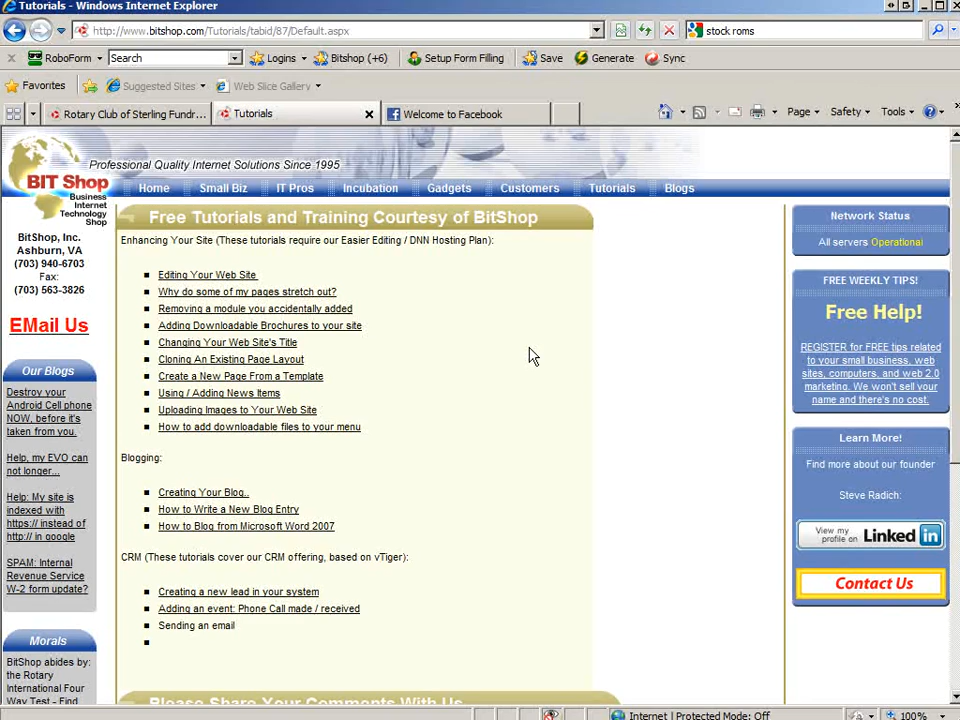 Tutorials - Windows Internet Explorer
http://www.bitshop.com/Tutorials/tabid/87/Default.aspx
stock roms
RoboForm
Search
Logins
Bitshop (+6)
Setup Form Filling
Save
Generate
Sync
Favorites
Suggested Sites
Web Slice Gallery
Rotary Club of Sterling Fundr...
Tutorials
Welcome to Facebook
Page
Safety
Tools
Professional Quality Internet Solutions Since 1995
BIT Shop
Business
Internet
Technology
Shop
Home
Small Biz
IT Pros
Incubation
Gadgets
Customers
Tutorials
Blogs
BitShop, Inc.
Ashburn, VA
(703) 940-6703
Fax:
(703) 563-3826
EMail Us
Our Blogs
Destroy your
Android Cell phone
NOW, before it's
taken from you.
Help, my EVO can
not longer...
Help: My site is
indexed with
https:// instead of
http:// in google
SPAM: Internal
Revenue Service
W-2 form update?
Morals
BitShop abides by:
the Rotary
International Four
Way Test - Find
Free Tutorials and Training Courtesy of BitShop
Enhancing Your Site (These tutorials require our Easier Editing / DNN Hosting Plan):
Editing Your Web Site
Why do some of my pages stretch out?
Removing a module you accidentally added
Adding Downloadable Brochures to your site
Changing Your Web Site's Title
Cloning An Existing Page Layout
Create a New Page From a Template
Using / Adding News Items
Uploading Images to Your Web Site
How to add downloadable files to your menu
Blogging:
Creating Your Blog..
How to Write a New Blog Entry
How to Blog from Microsoft Word 2007
CRM (These tutorials cover our CRM offering, based on vTiger):
Creating a new lead in your system
Adding an event: Phone Call made / received
Sending an email
Please Share Your Comments With Us
Network Status
All servers Operational
FREE WEEKLY TIPS!
Free Help!
REGISTER for FREE tips related
to your small business, web
sites, computers, and web 2.0
marketing. We won't sell your
name and there's no cost.
Learn More!
Find more about our founder
Steve Radich:
View my
profile on
Linked in
Contact Us
Internet | Protected Mode: Off
100%